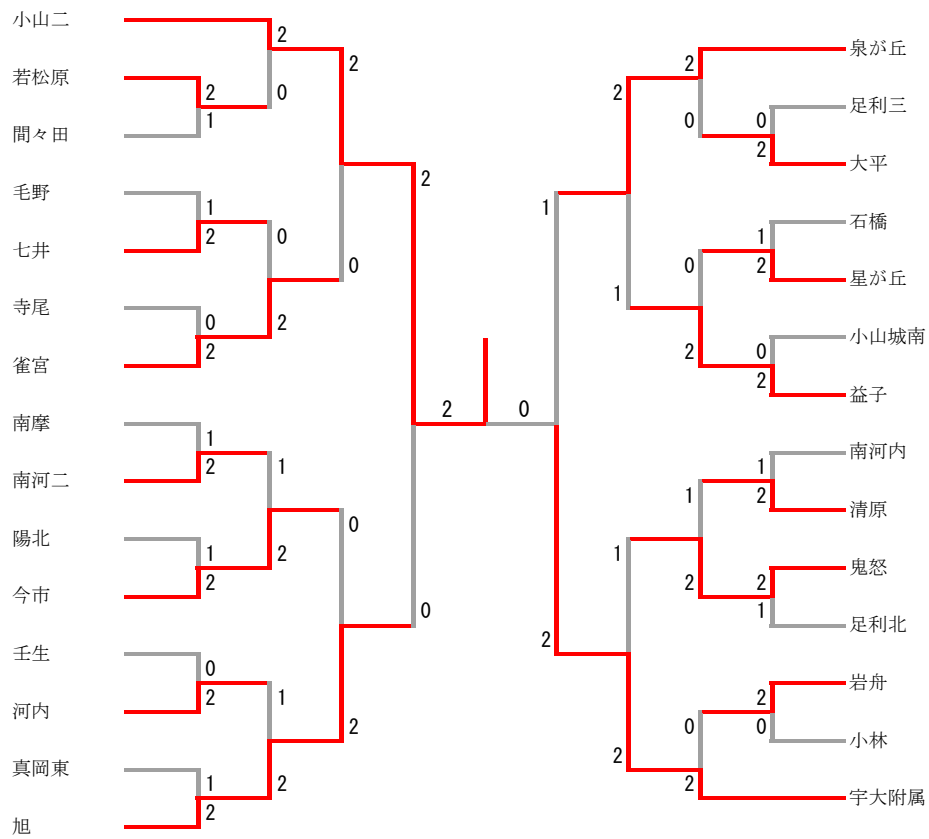 小山二
若松原
間々田
毛野
七井
寺尾
雀宮
南摩
南河二
陽北
今市
壬生
河内
真岡東
旭
2
2
1
0
1
2
0
2
0
2
2
0
1
2
1
2
1
2
0
2
1
2
0
2
1
2
2
0
2
0
1
2
2
1
1
2
2
0
0
2
0
2
1
2
0
2
1
2
0
2
1
2
2
1
2
0
0
2
泉が丘
足利三
大平
石橋
星が丘
小山城南
益子
南河内
清原
鬼怒
足利北
岩舟
小林
宇大附属